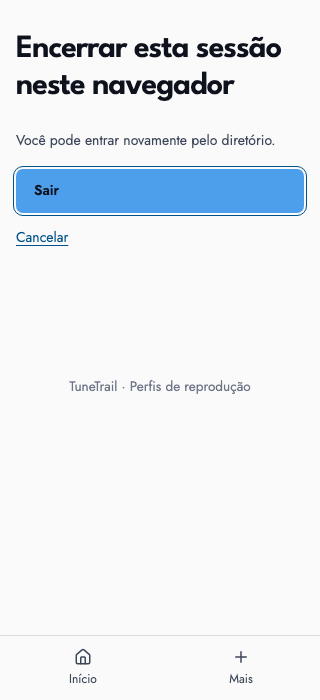 Encerrar esta sessão
neste navegador
Você pode entrar novamente pelo diretório.
Sair
Cancelar
TuneTrail · Perfis de reprodução
Início
Mais